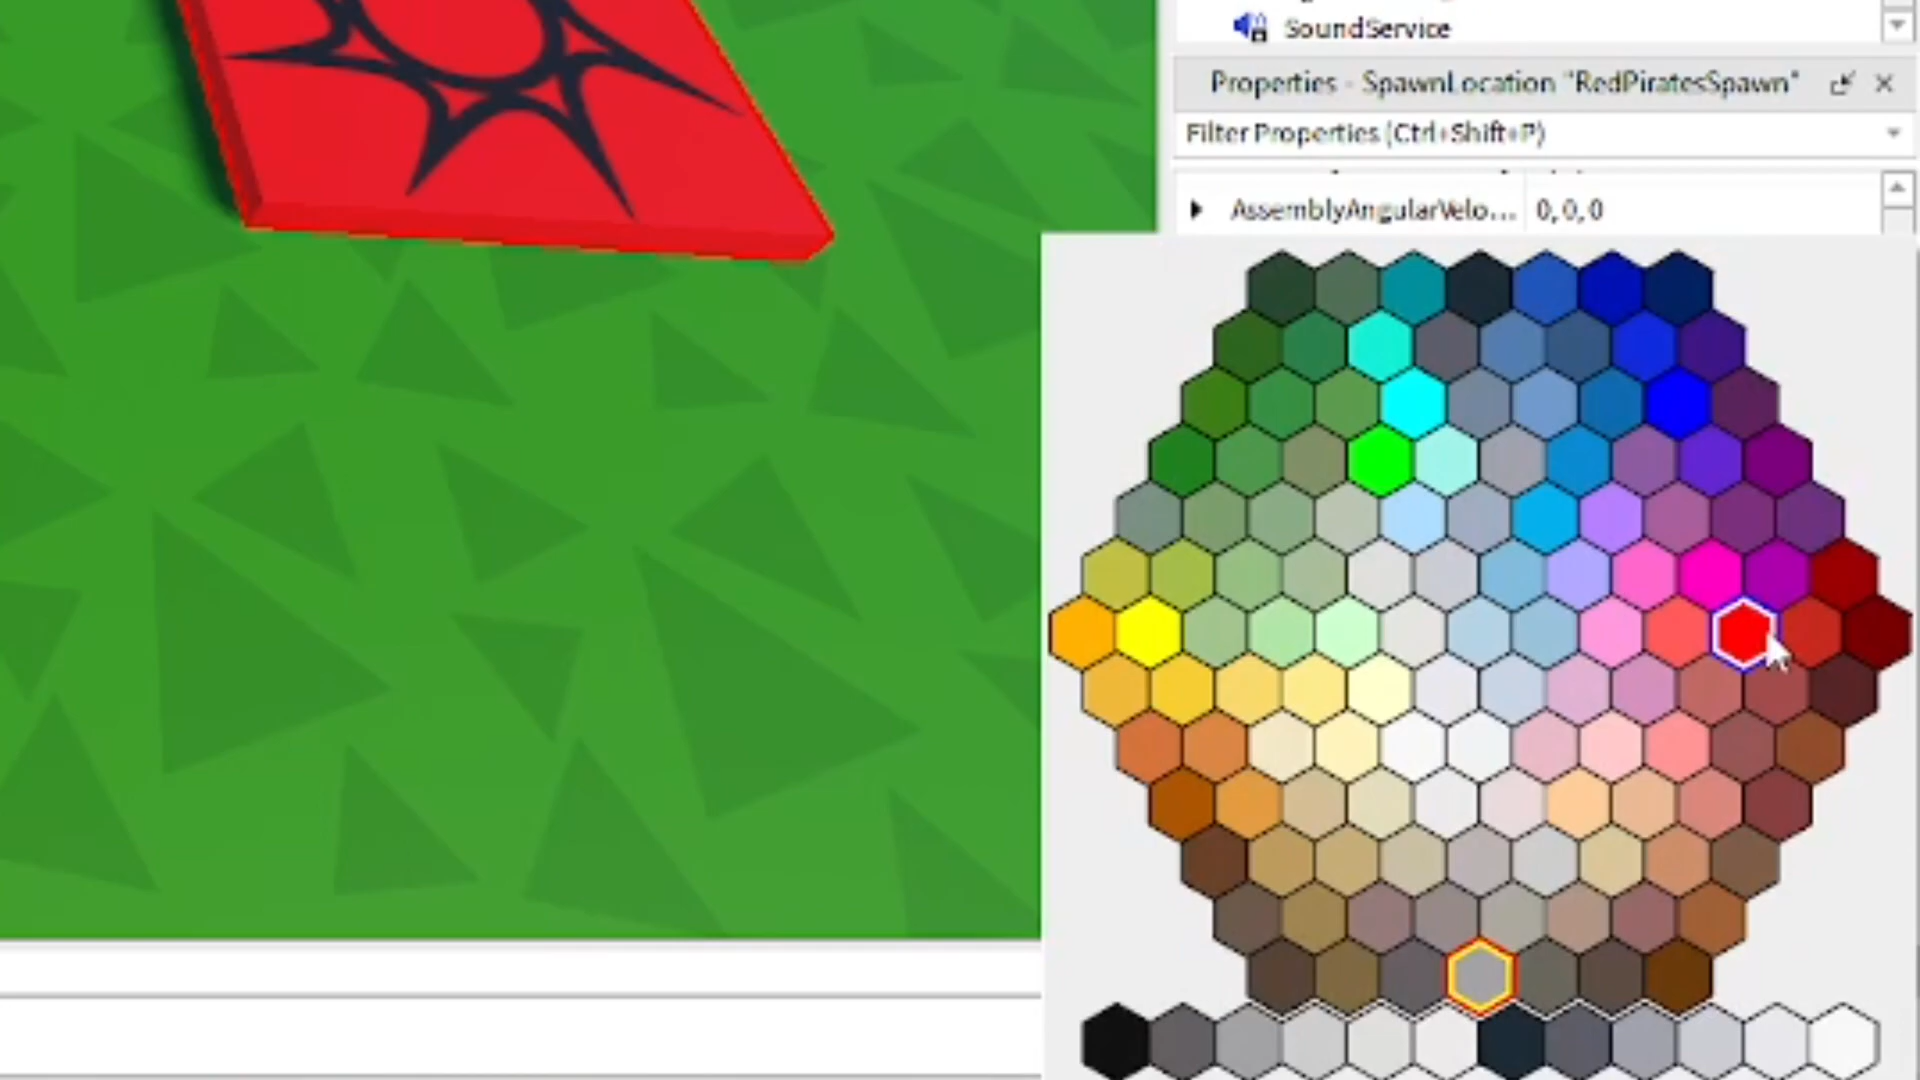 SoundService
Properties - SpawnLocation "RedPiratesSpawn"
Filter Properties (Ctrl+Shift+P)
AssemblyAngularVelo... 0, 0, 0